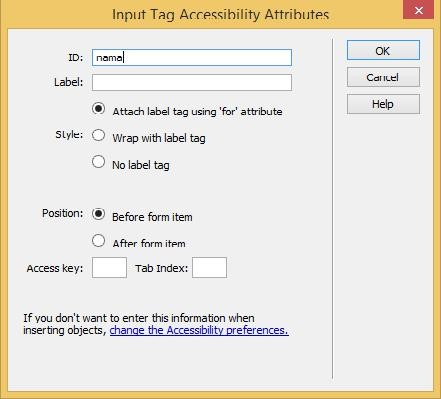 Input Tag Accessibility Attributes
ID: nama OK
Label: Cancel
Attach label tag using 'for' attribute Help
Style: Wrap with label tag
No label tag
Position: Before form item
After form item
Access key: Tab Index:
If you don't want to enter this information when
inserting objects, change the Accessibility preferences.